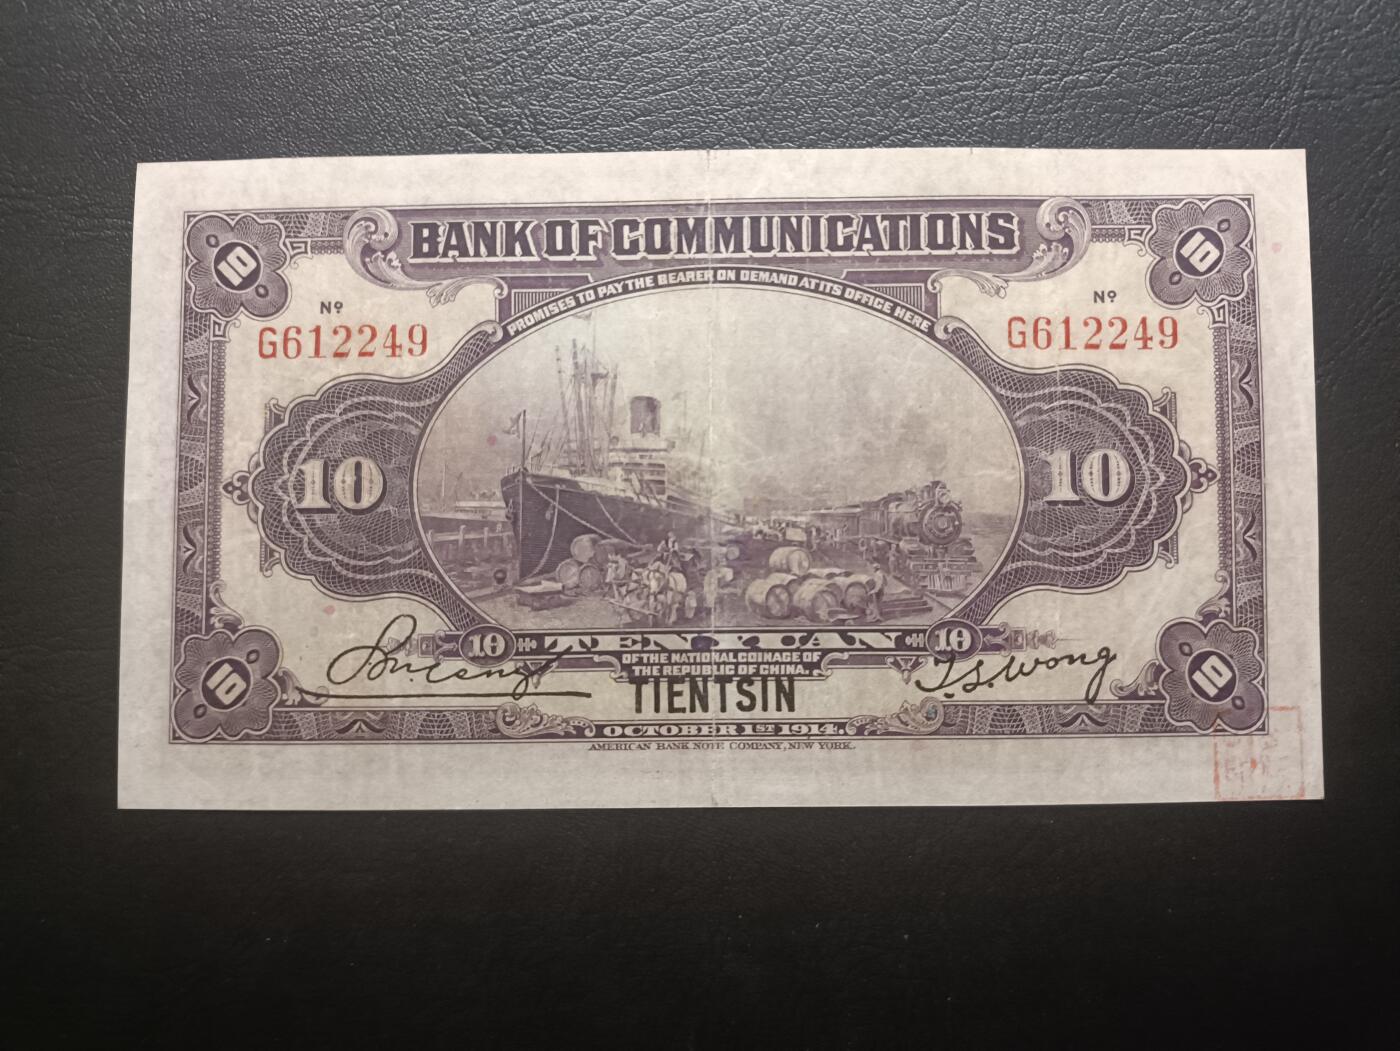 10 BANK OF COMMUNICATIONS 10
PROMISES TO PAY THE BEARER ON DEMAND AT ITS OFFICE HERE
Nº Nº
G612249 G612249
10 10
10 TEN YUAN 10
OF THE NATIONAL COINAGE OF
THE REPUBLIC OF CHINA.
T.S. Wong
10 TIENTSIN 10
OCTOBER 1ST 1914.
AMERICAN BANK NOTE COMPANY, NEW YORK.